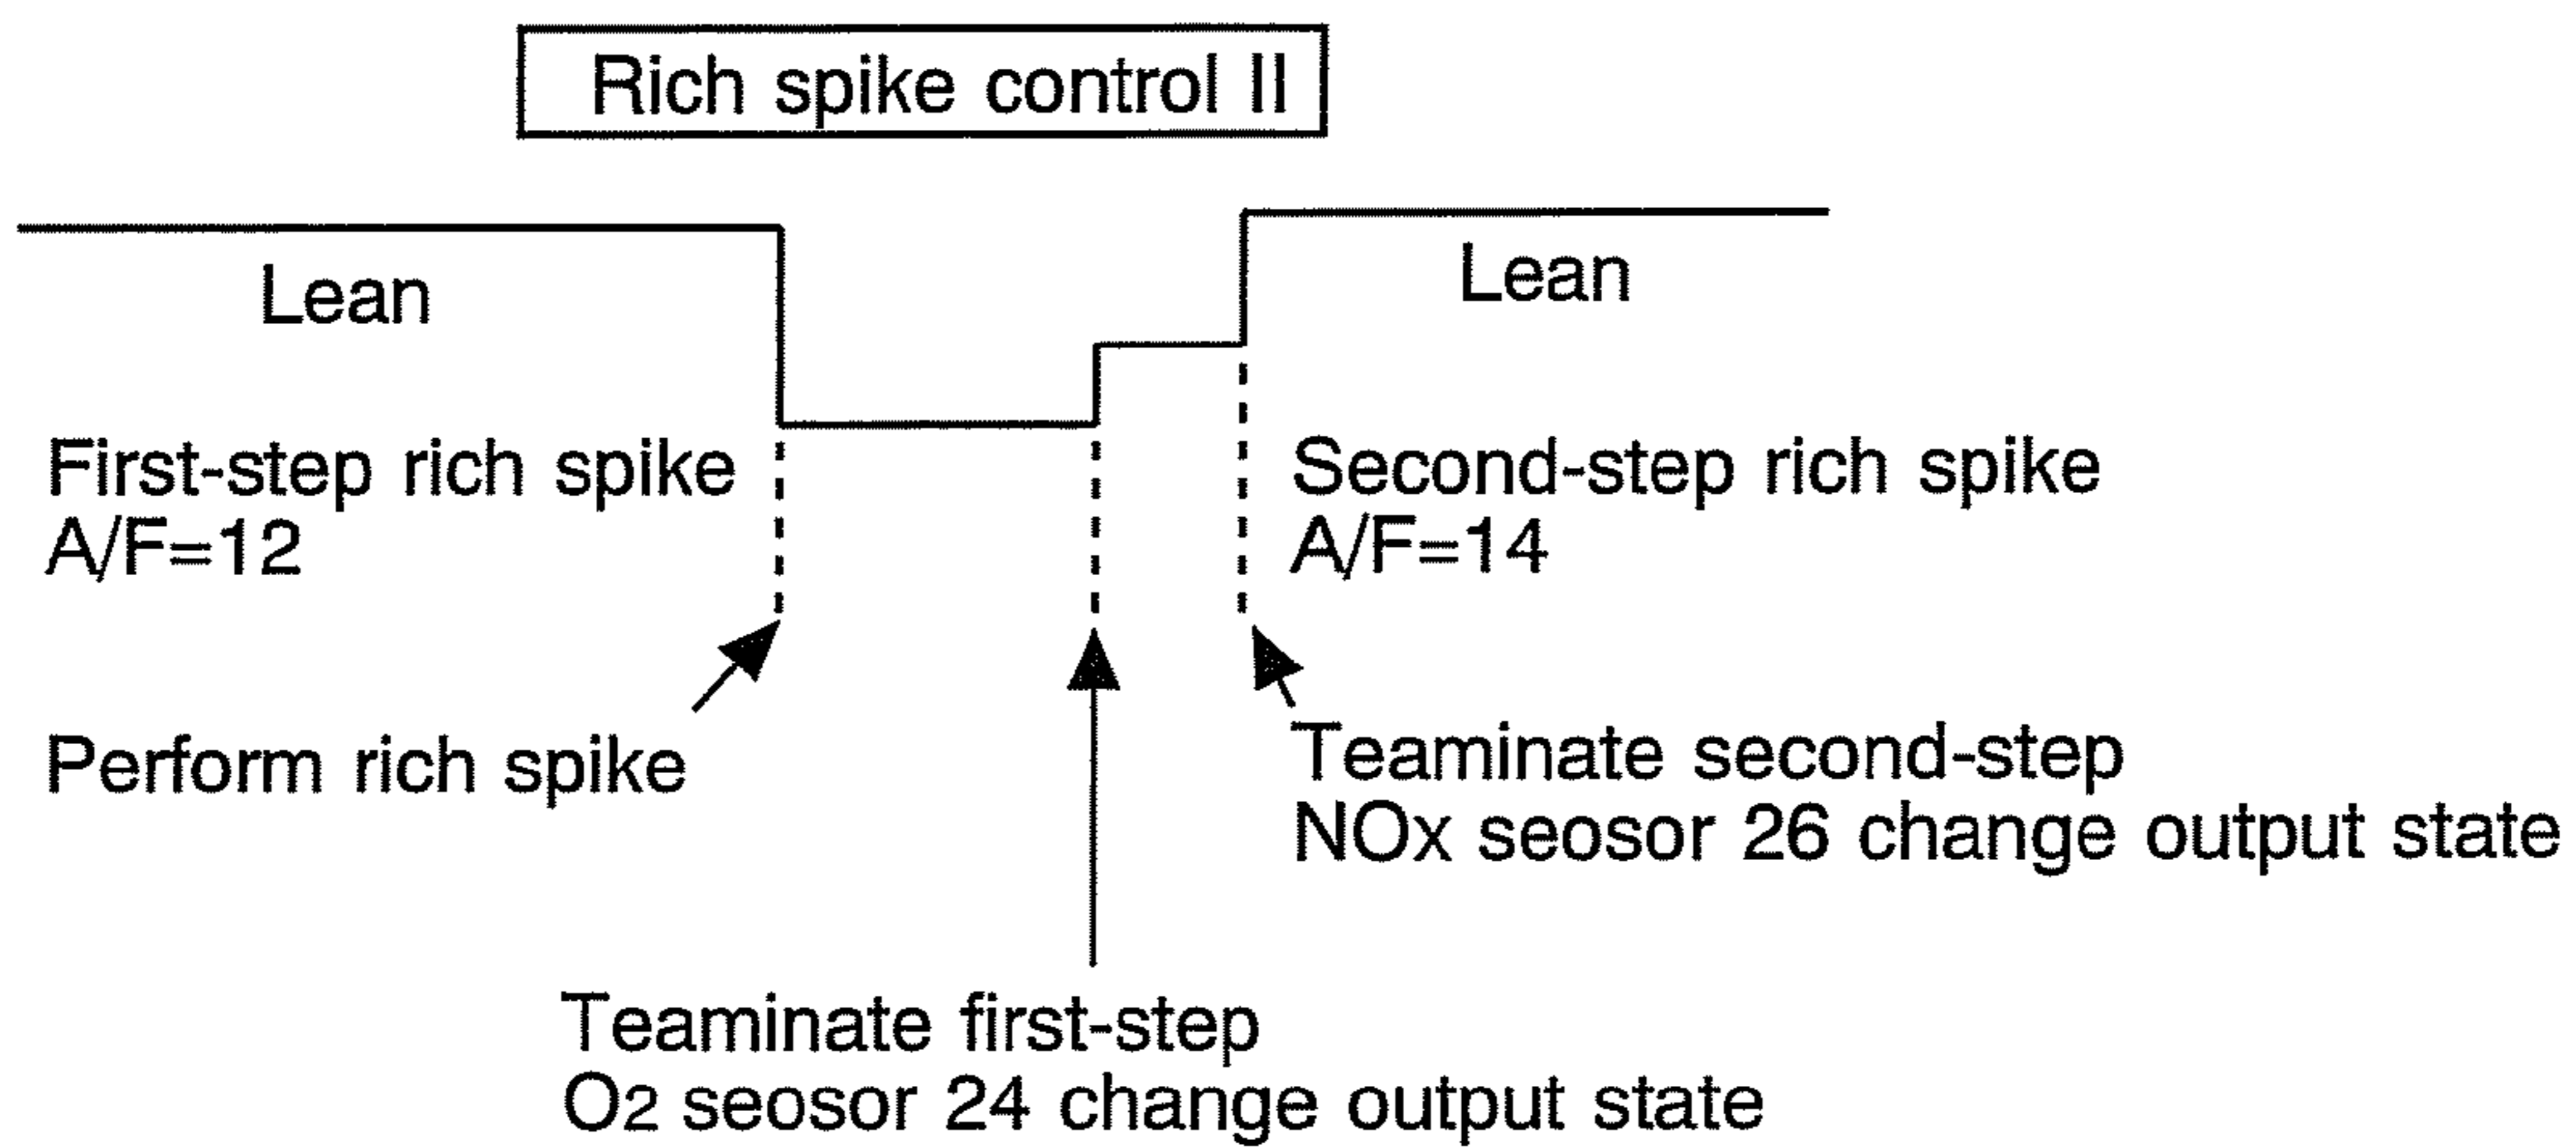 Rich spike control II
Lean
Lean
First-step rich spike
A/F=12
Second-step rich spike
A/F=14
Perform rich spike
Teaminate second-step
NOx seosor 26 change output state
Teaminate first-step
O2 seosor 24 change output state